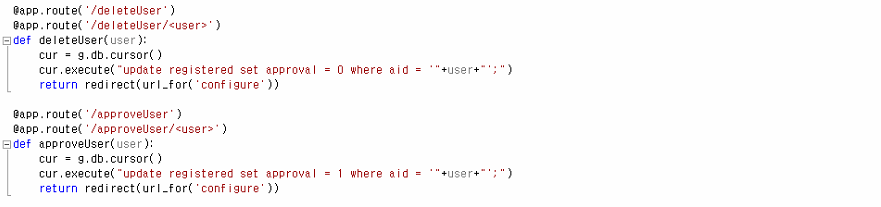 @app.route('/deleteUser')
@app.route('/deleteUser/<user>')
def deleteUser(user):
cur = g.db.cursor()
cur.execute("update registered set approval = 0 where aid = '"+user+"';")
return redirect(url_for('configure'))
@app.route('/approveUser')
@app.route('/approveUser/<user>')
def approveUser(user):
cur = g.db.cursor()
cur.execute("update registered set approval = 1 where aid = '"+user+"';")
return redirect(url_for('configure'))